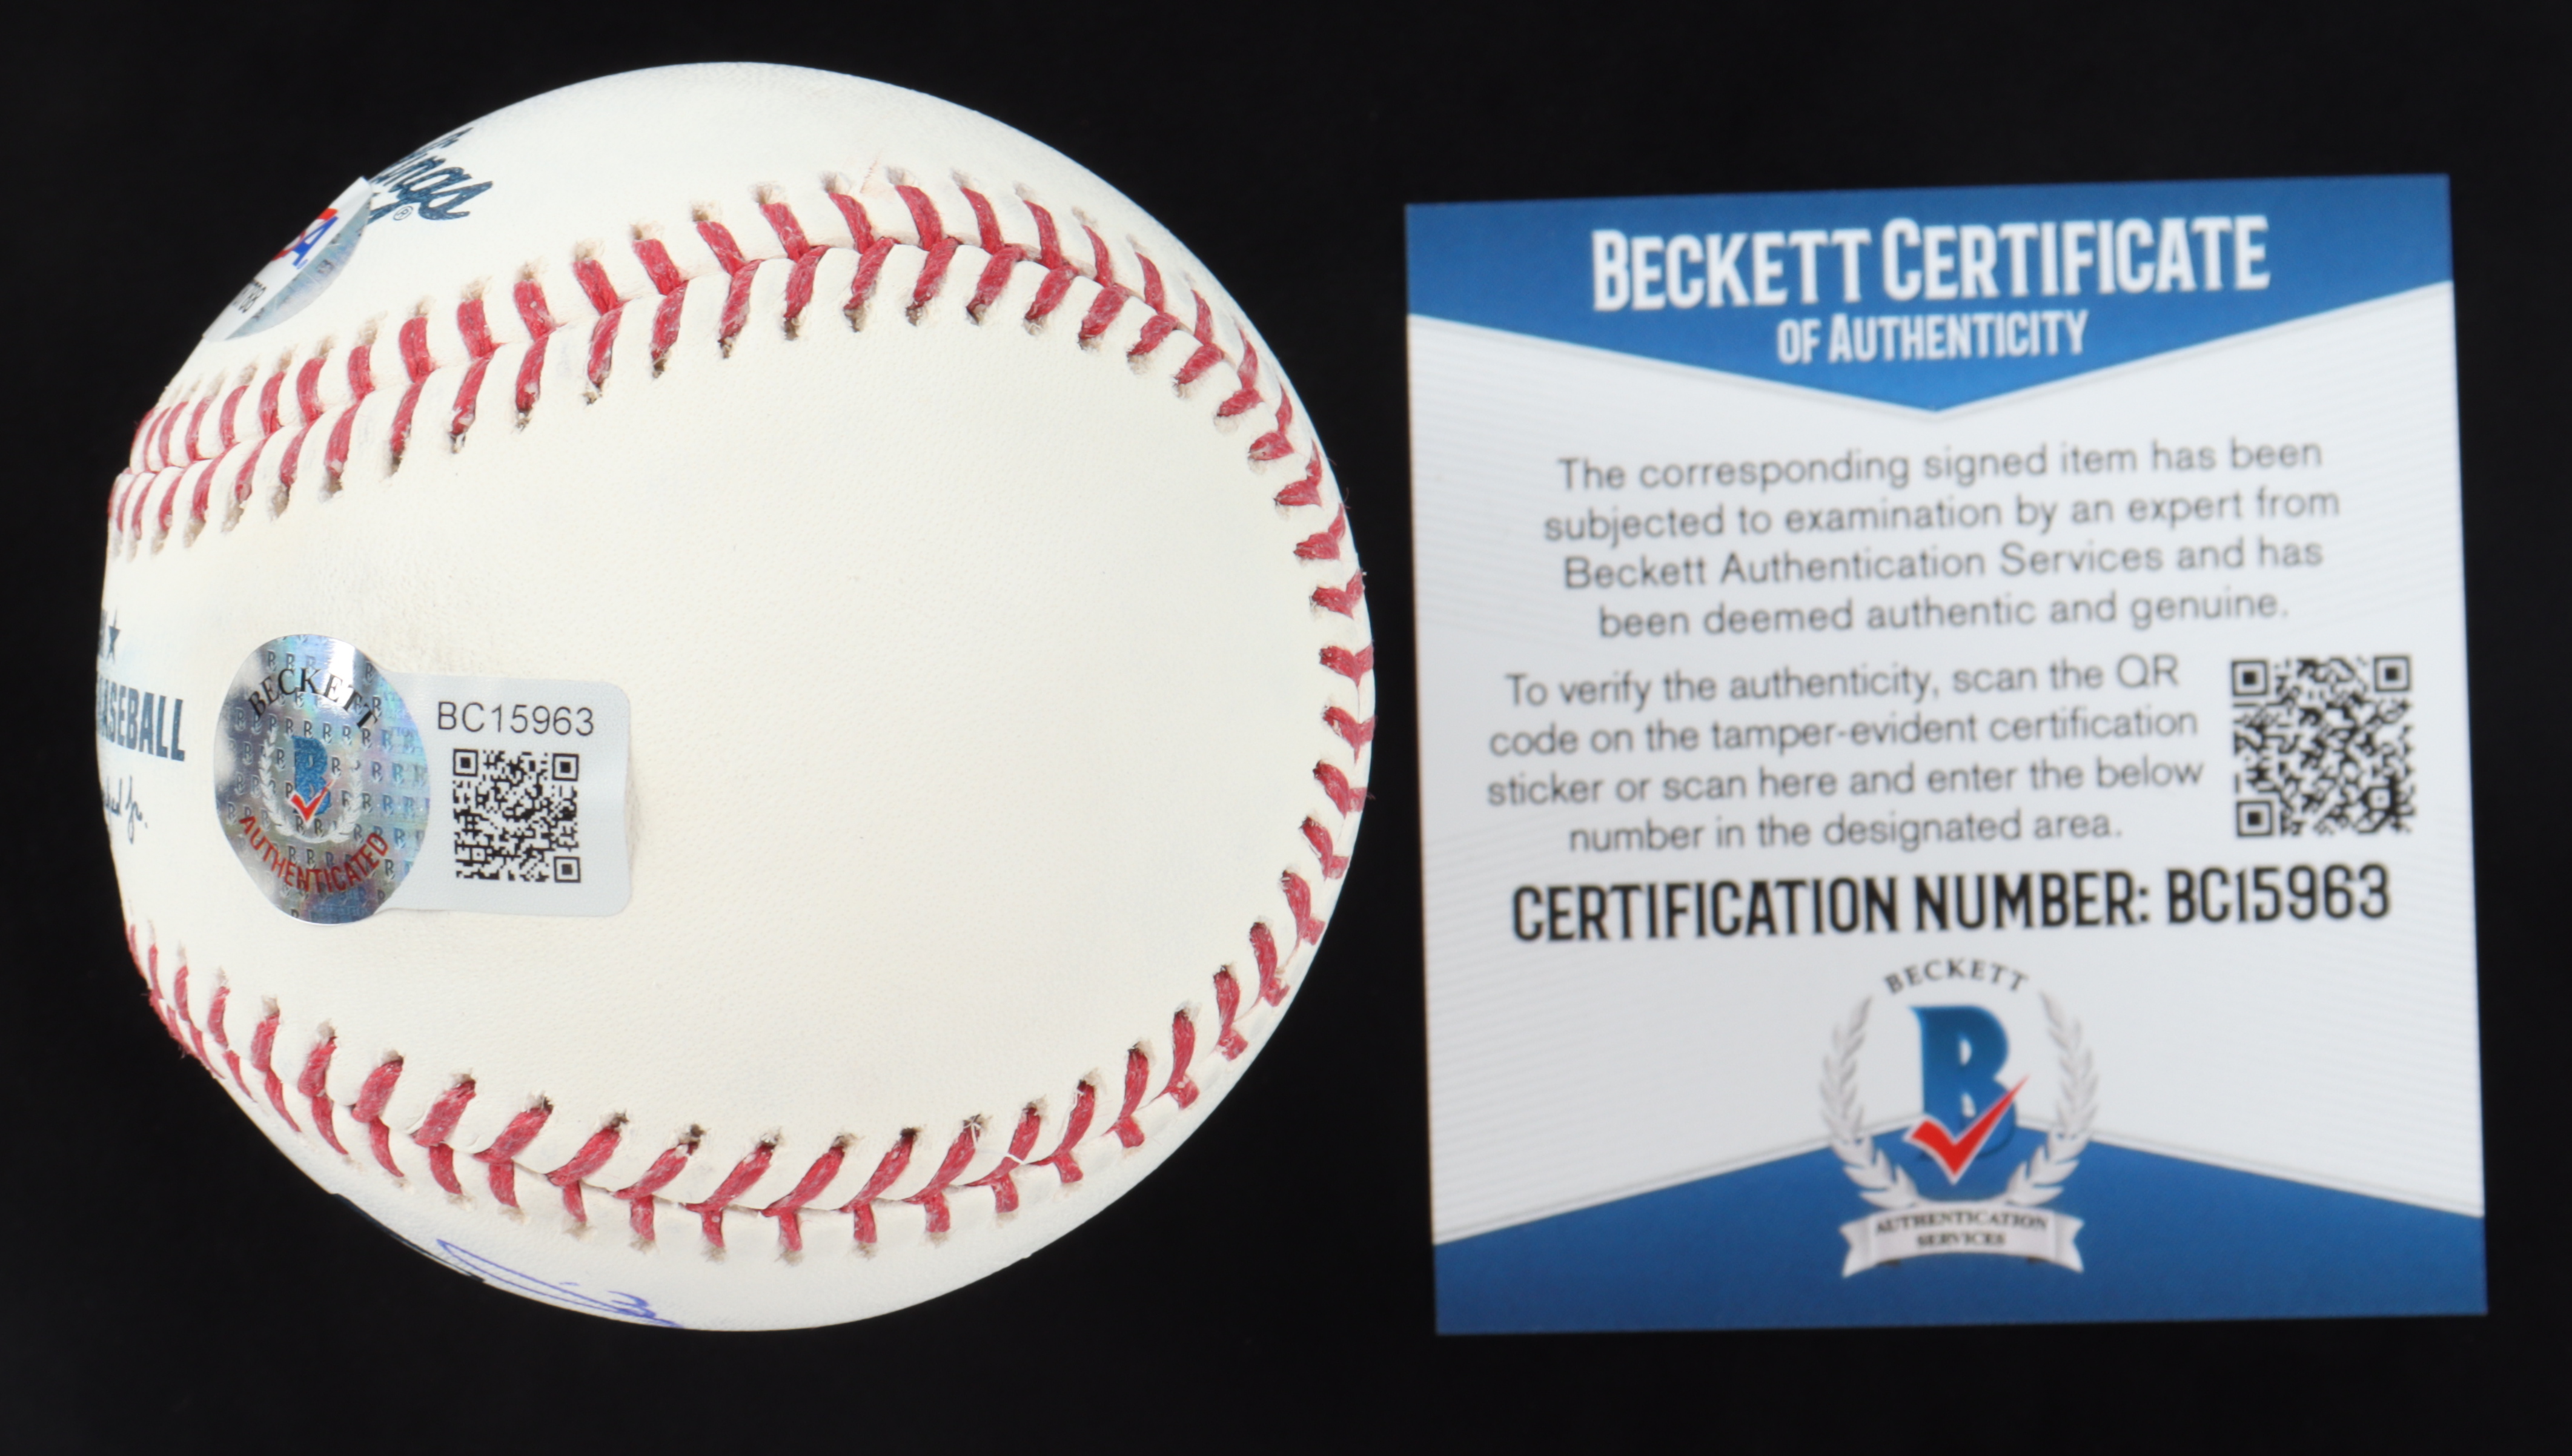 BECKETT
AUTHENTICATED
BC15963
BECKETT CERTIFICATE
OF AUTHENTICITY
The corresponding signed item has been
subjected to examination by an expert from
Beckett Authentication Services and has
been deemed authentic and genuine.
To verify the authenticity, scan the QR
code on the tamper-evident certification
sticker or scan here and enter the below
number in the designated area.
CERTIFICATION NUMBER: BC15963
BECKETT
B
AUTHENTICATION
SERVICES